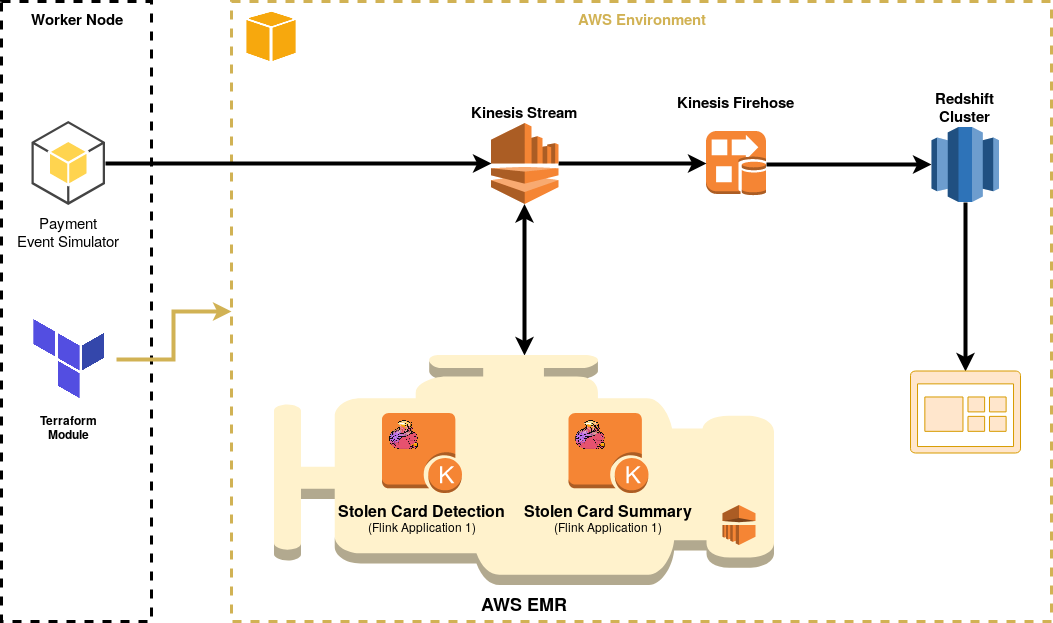 Worker Node
AWS Environment
Kinesis Stream
Kinesis Firehose
Redshift
Cluster
Payment
Event Simulator
Terraform
Module
K
K
Stolen Card Detection
(Flink Application 1)
Stolen Card Summary
(Flink Application 1)
AWS EMR